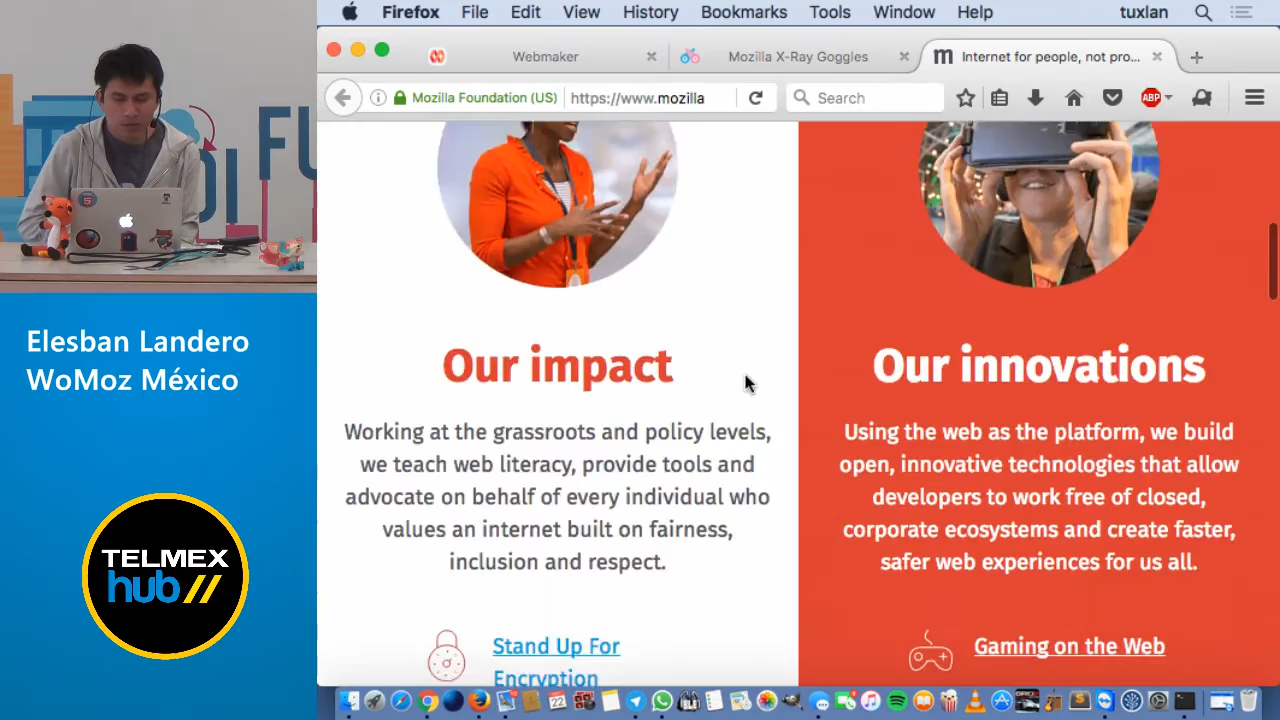 Firefox File Edit View History Bookmarks Tools Window Help tuxlan
Webmaker
Mozilla X-Ray Goggles
Internet for people, not pro...
Mozilla Foundation (US)
https://www.mozilla
Search
ABP
FU
Elesban Landero
WoMoz México
TELMEX
hub//
Our impact
Working at the grassroots and policy levels,
we teach web literacy, provide tools and
advocate on behalf of every individual who
values an internet built on fairness,
inclusion and respect.
Stand Up For
Encryption
Our innovations
Using the web as the platform, we build
open, innovative technologies that allow
developers to work free of closed,
corporate ecosystems and create faster,
safer web experiences for us all.
Gaming on the Web